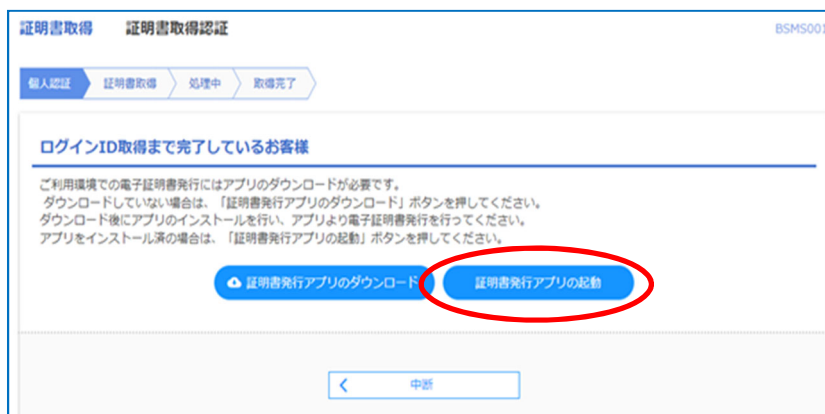 証明書取得 証明書取得認証 BSMS001
個人認証 証明書取得 処理中 取得完了
ログインID取得まで完了しているお客様
ご利用環境での電子証明書発行にはアプリのダウンロードが必要です。
ダウンロードしていない場合は、「証明書発行アプリのダウンロード」ボタンを押してください。
ダウンロード後にアプリのインストールを行い、アプリより電子証明書発行を行ってください。
アプリをインストール済の場合は、「証明書発行アプリの起動」ボタンを押してください。
証明書発行アプリのダウンロード 証明書発行アプリの起動
中断